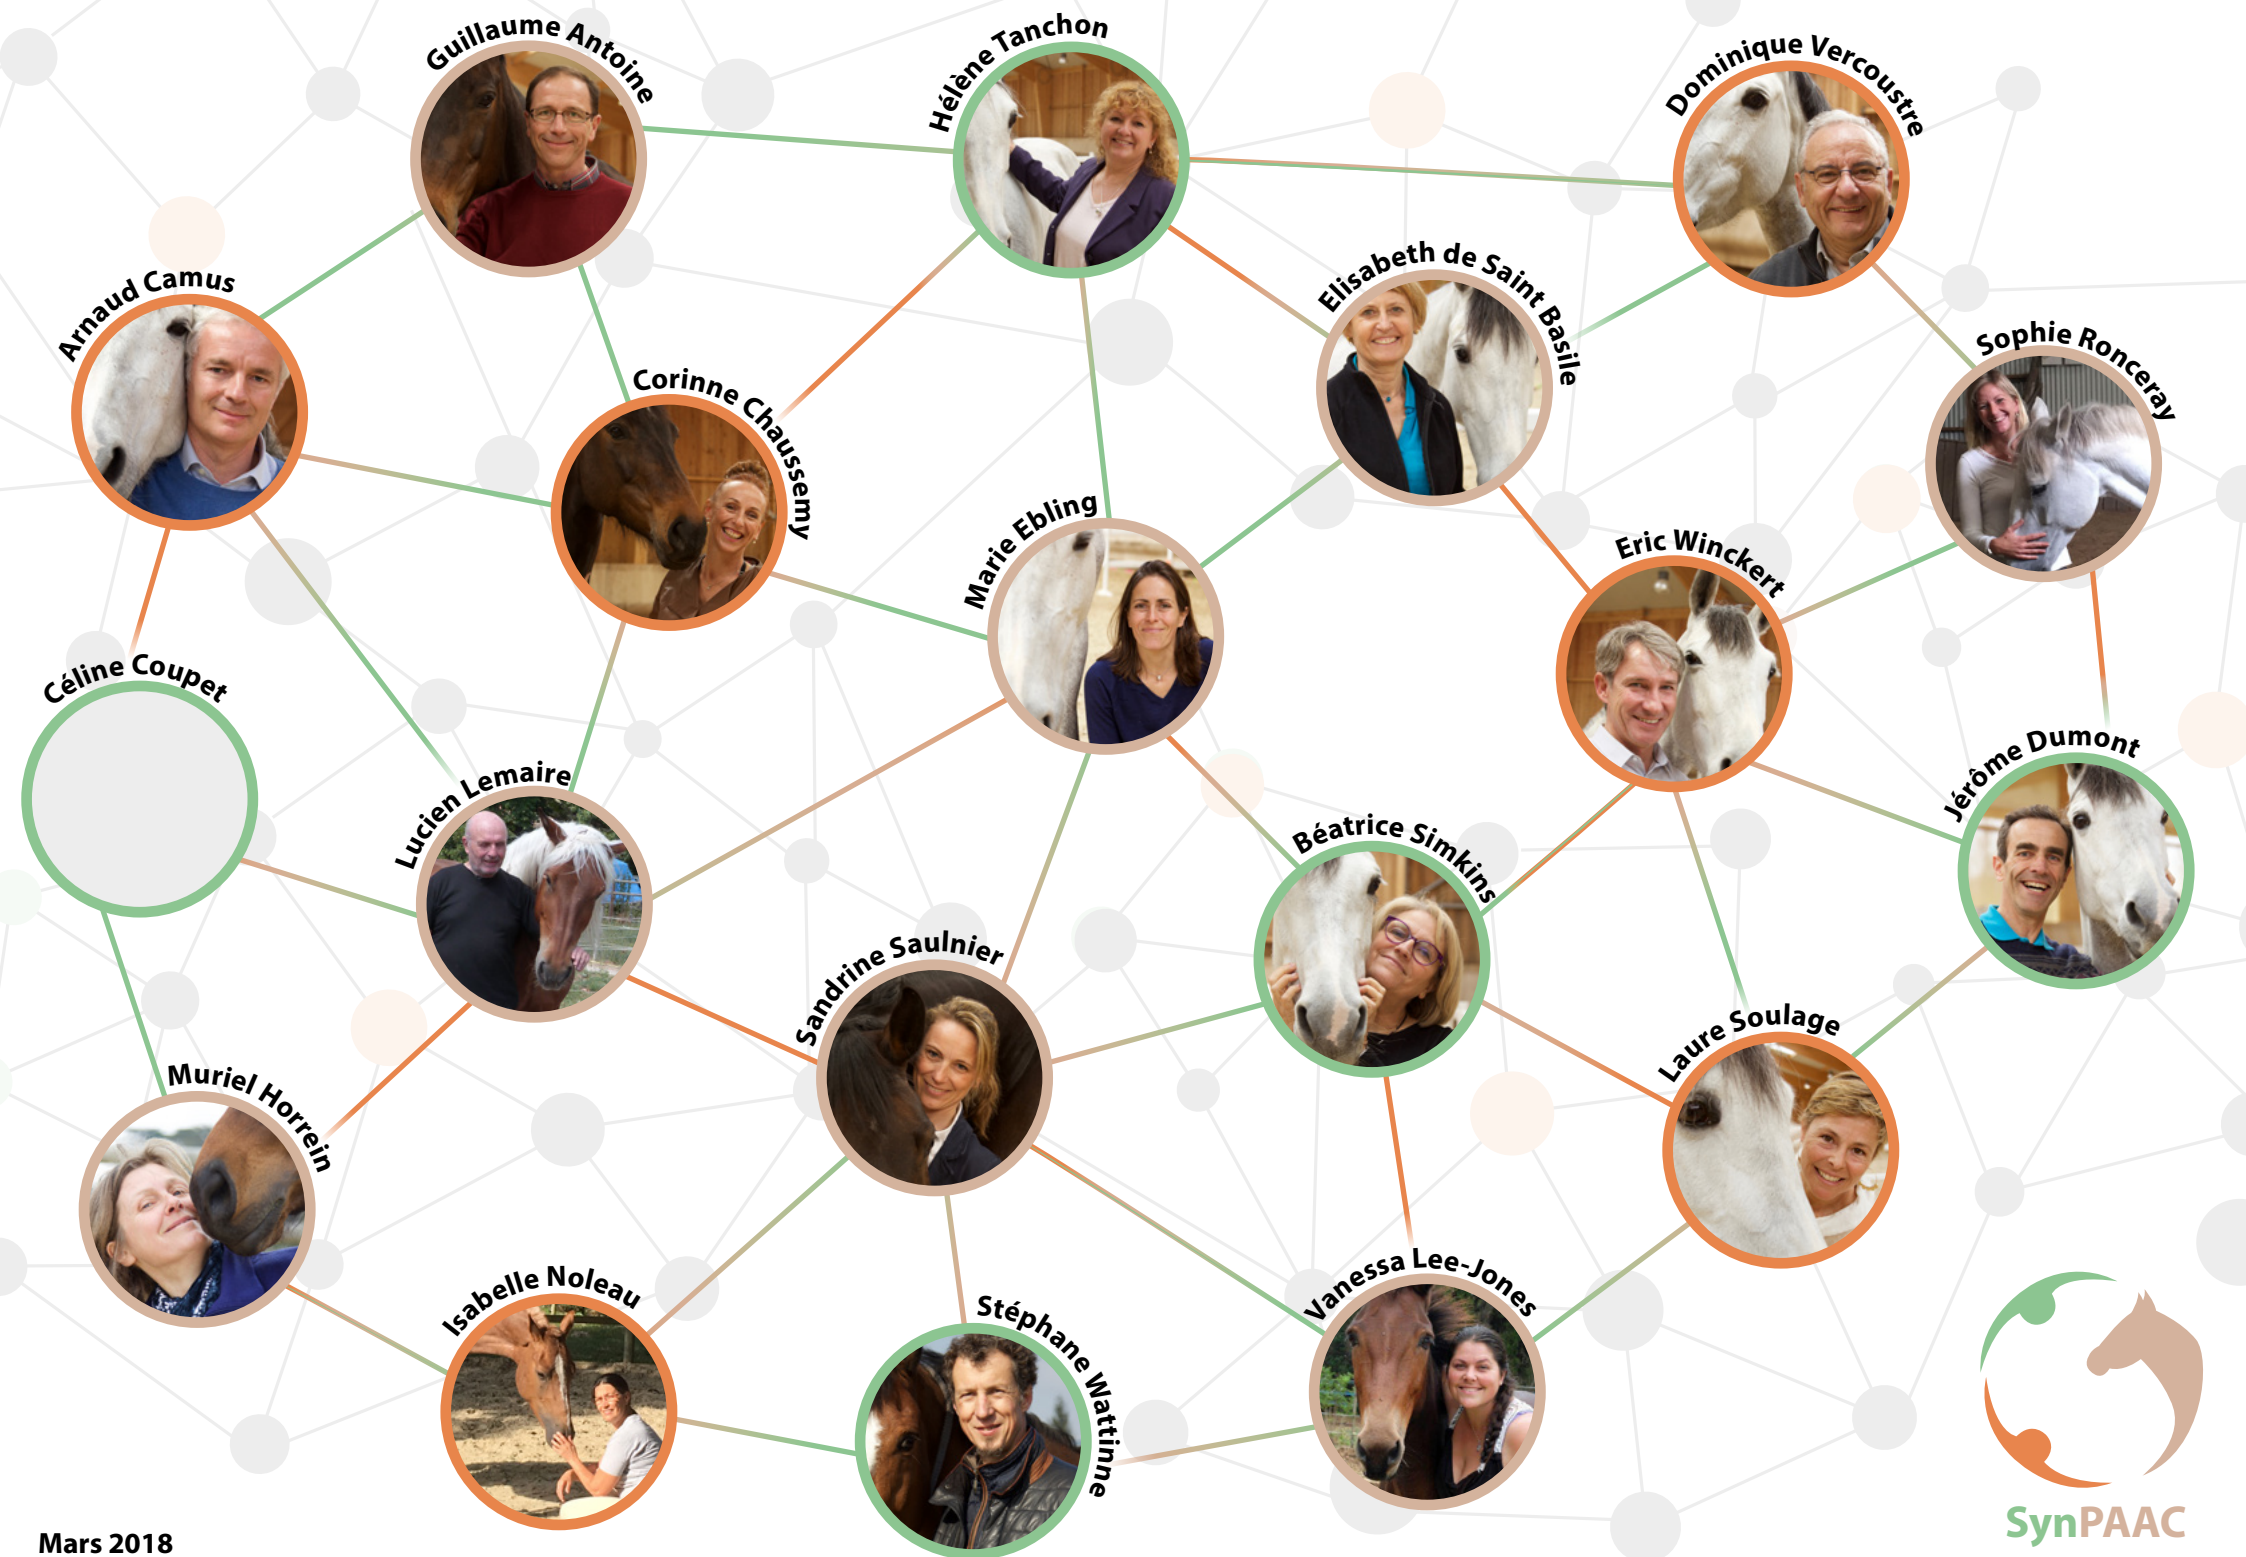 Guillaume Antoine
Hélène Tanchon
Dominique Vercoustre
Arnaud Camus
Elisabeth de Saint Basile
Sophie Ronceray
Corinne Chaussemy
Marie Ebling
Eric Winckert
Céline Coupet
Lucien Lemaire
Jérôme Dumont
Béatrice Simkins
Sandrine Saulnier
Laure Soulage
Muriel Horrein
Isabelle Noleau
Stéphane Wattinne
Vanessa Lee-Jones
SynPAAC
Mars 2018